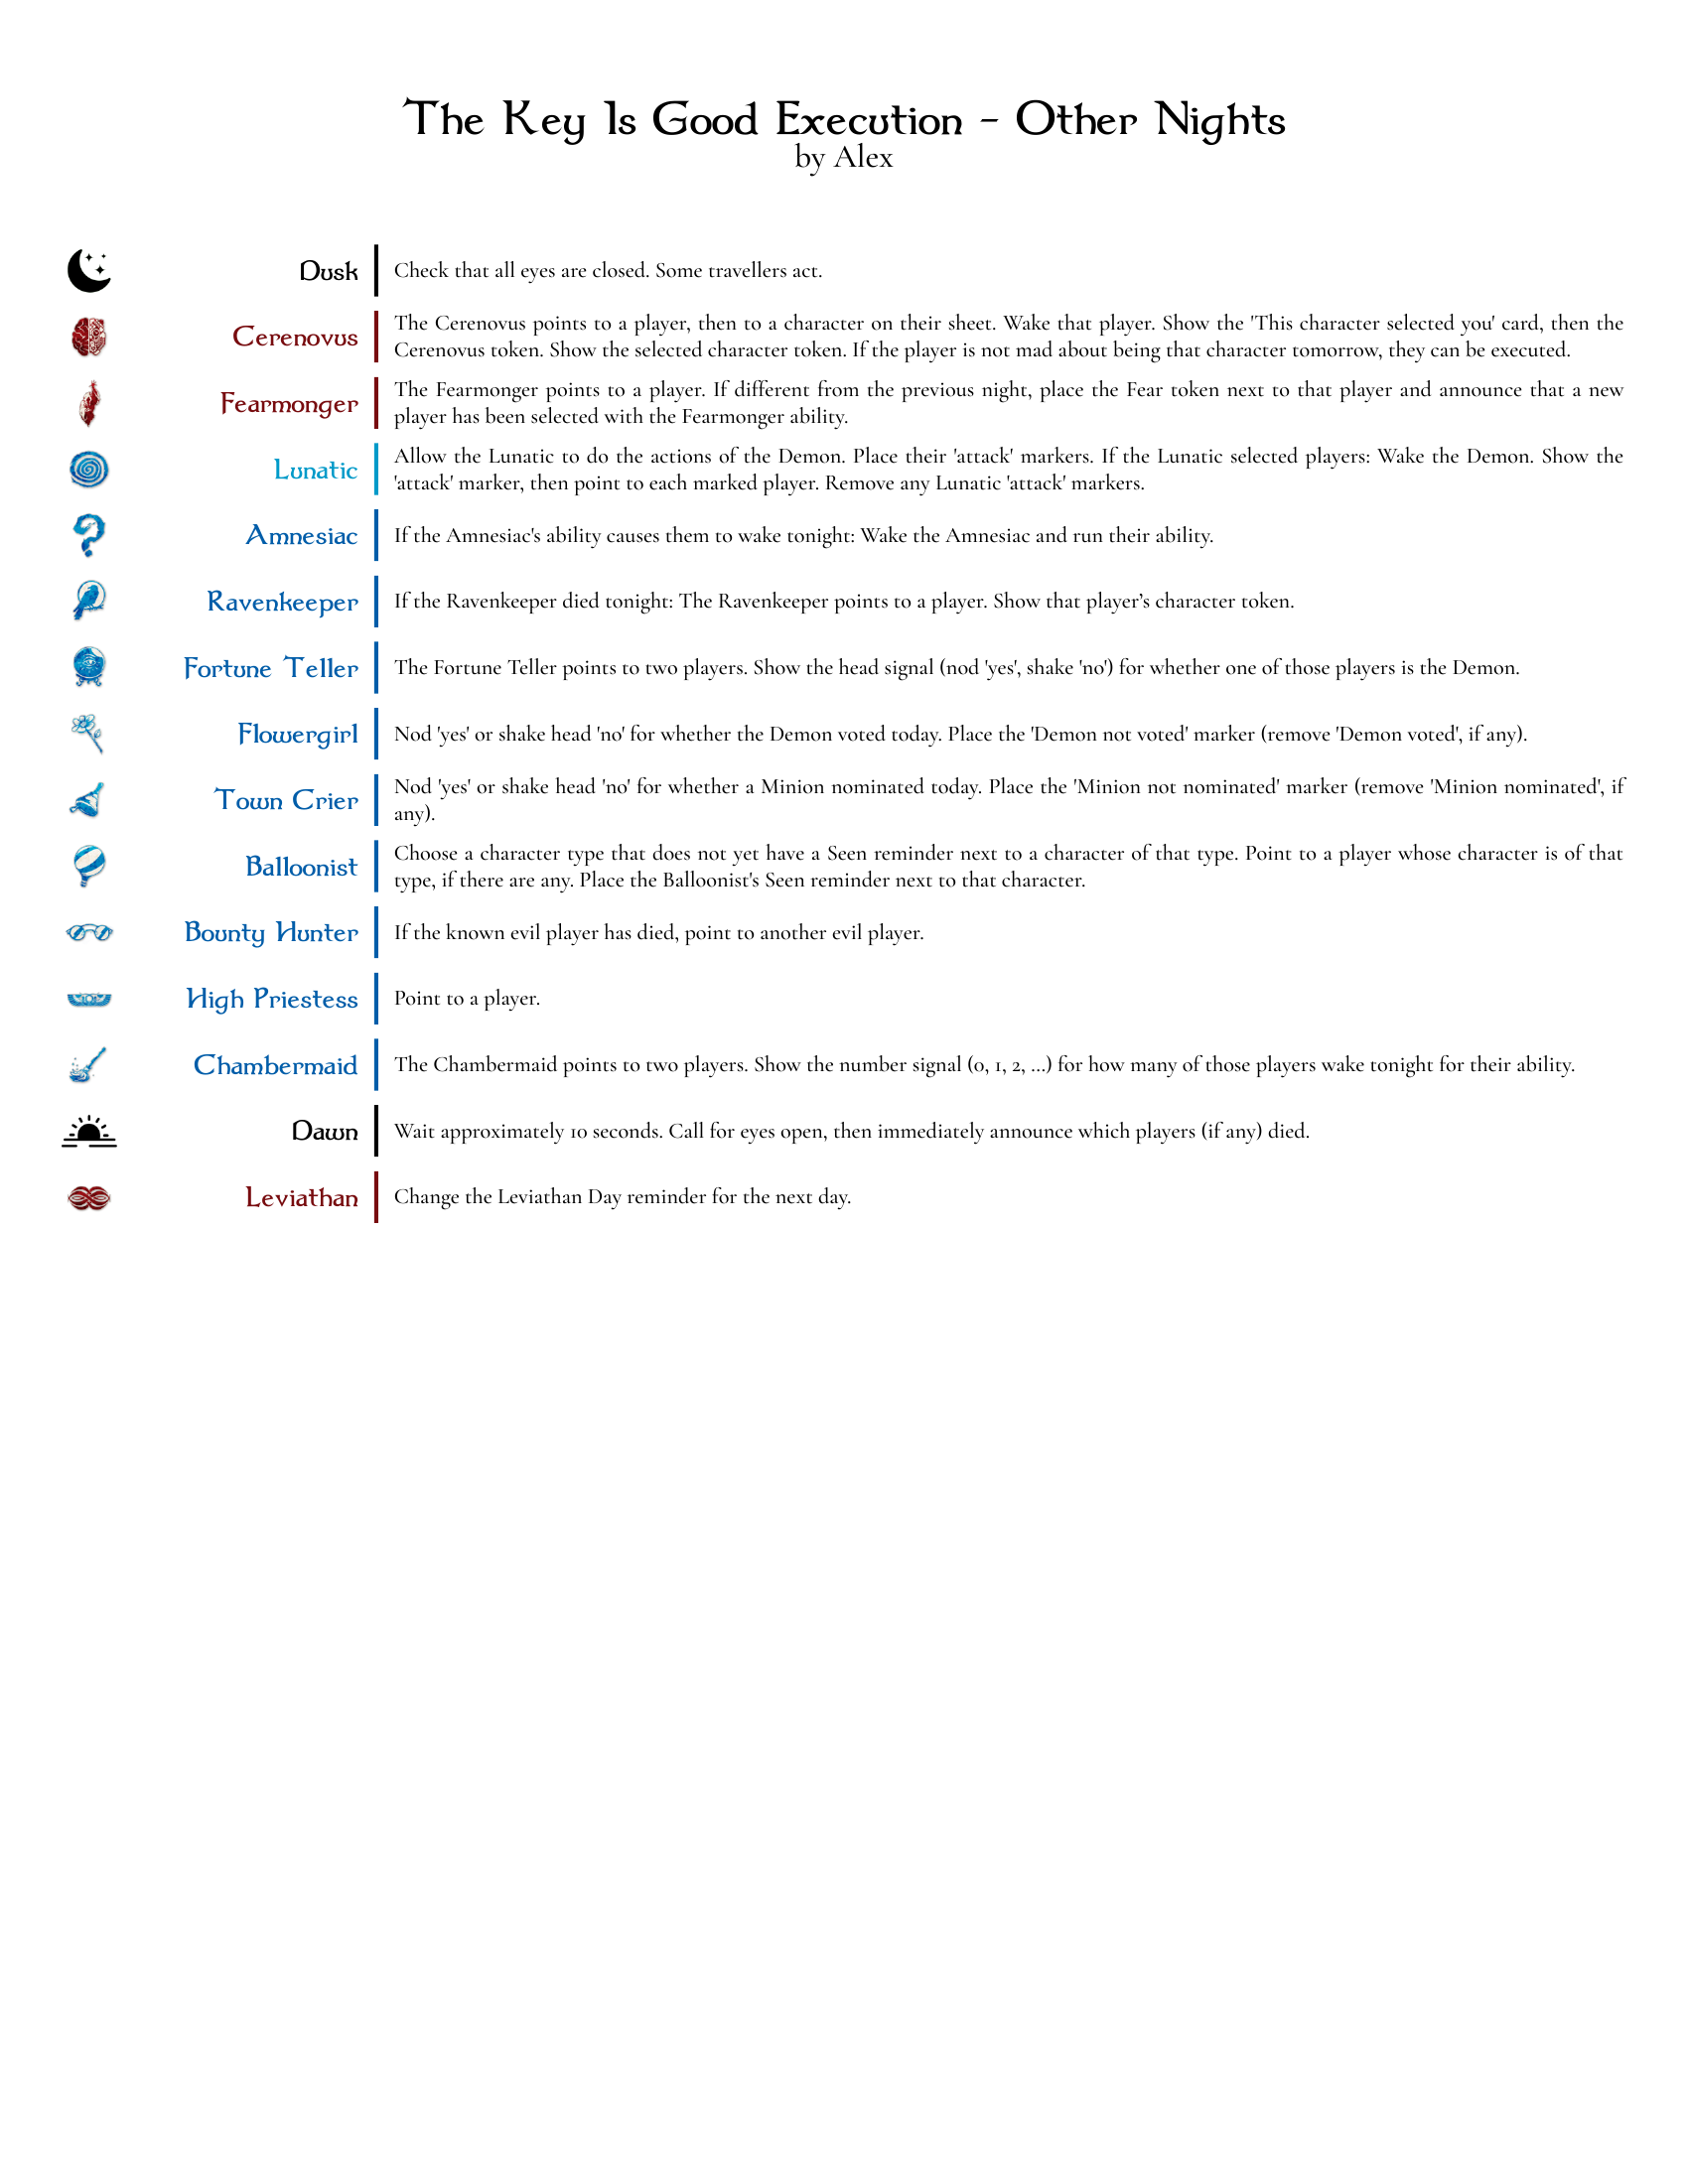 The Key Is Good Execution - Other Nights
by Alex
Dusk
Check that all eyes are closed. Some travellers act.
Cerenovus
The Cerenovus points to a player, then to a character on their sheet. Wake that player. Show the 'This character selected you' card, then the
Cerenovus token. Show the selected character token. If the player is not mad about being that character tomorrow, they can be executed.
Fearmonger
The Fearmonger points to a player. If different from the previous night, place the Fear token next to that player and announce that a new
player has been selected with the Fearmonger ability.
Lunatic
Allow the Lunatic to do the actions of the Demon. Place their 'attack' markers. If the Lunatic selected players: Wake the Demon. Show the
'attack' marker, then point to each marked player. Remove any Lunatic 'attack' markers.
Amnesiac
If the Amnesiac's ability causes them to wake tonight: Wake the Amnesiac and run their ability.
Ravenkeeper
If the Ravenkeeper died tonight: The Ravenkeeper points to a player. Show that player’s character token.
Fortune Teller
The Fortune Teller points to two players. Show the head signal (nod 'yes', shake 'no') for whether one of those players is the Demon.
Flowergirl
Nod 'yes' or shake head 'no' for whether the Demon voted today. Place the 'Demon not voted' marker (remove 'Demon voted', if any).
Town Crier
Nod 'yes' or shake head 'no' for whether a Minion nominated today. Place the 'Minion not nominated' marker (remove 'Minion nominated', if
any).
Balloonist
Choose a character type that does not yet have a Seen reminder next to a character of that type. Point to a player whose character is of that
type, if there are any. Place the Balloonist's Seen reminder next to that character.
Bounty Hunter
If the known evil player has died, point to another evil player.
High Priestess
Point to a player.
Chambermaid
The Chambermaid points to two players. Show the number signal (0, 1, 2, ...) for how many of those players wake tonight for their ability.
Dawn
Wait approximately 10 seconds. Call for eyes open, then immediately announce which players (if any) died.
Leviathan
Change the Leviathan Day reminder for the next day.